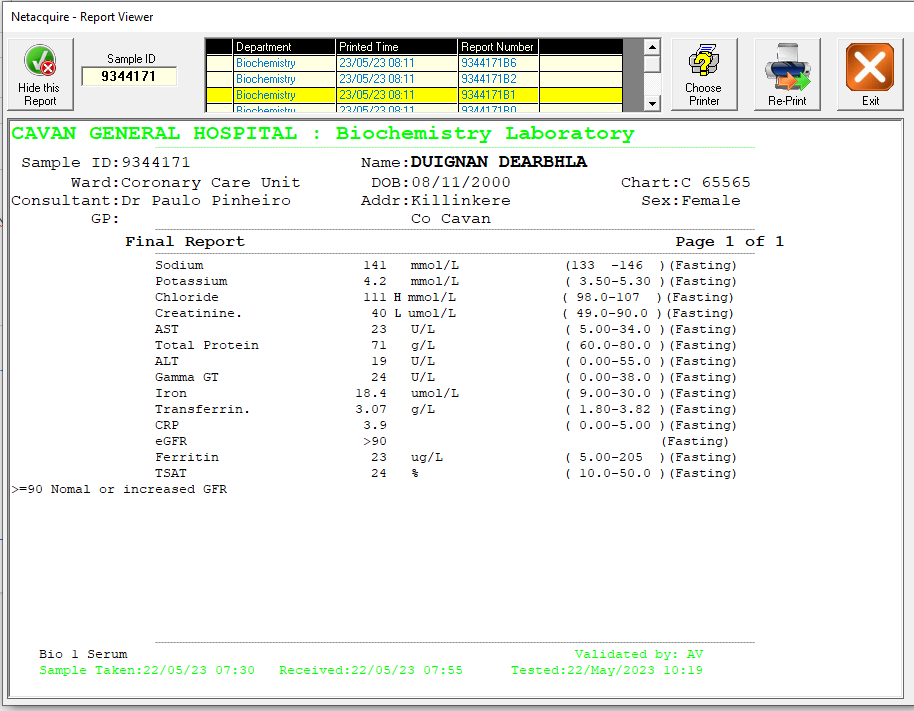 Netacquire - Report Viewer
Hide this Report
Sample ID
9344171
Department Printed Time Report Number
Biochemistry 23/05/23 08:11 9344171B6
Biochemistry 23/05/23 08:11 9344171B2
Biochemistry 23/05/23 08:11 9344171B1
Biochemistry 23/05/23 08:11 9344171B0
Choose Printer
Re-Print
Exit
CAVAN GENERAL HOSPITAL : Biochemistry Laboratory
Sample ID:9344171 Name:DUIGNAN DEARBHLA
Ward:Coronary Care Unit DOB:08/11/2000 Chart:C 65565
Consultant:Dr Paulo Pinheiro Addr:Killinkere Sex:Female
GP: Co Cavan
Final Report Page 1 of 1
Sodium 141 mmol/L (133 -146 )(Fasting)
Potassium 4.2 mmol/L ( 3.50-5.30 )(Fasting)
Chloride 111 H mmol/L ( 98.0-107 )(Fasting)
Creatinine. 40 L umol/L ( 49.0-90.0 )(Fasting)
AST 23 U/L ( 5.00-34.0 )(Fasting)
Total Protein 71 g/L ( 60.0-80.0 )(Fasting)
ALT 19 U/L ( 0.00-55.0 )(Fasting)
Gamma GT 24 U/L ( 0.00-38.0 )(Fasting)
Iron 18.4 umol/L ( 9.00-30.0 )(Fasting)
Transferrin. 3.07 g/L ( 1.80-3.82 )(Fasting)
CRP 3.9 ( 0.00-5.00 )(Fasting)
eGFR >90 (Fasting)
Ferritin 23 ug/L ( 5.00-205 )(Fasting)
TSAT 24 % ( 10.0-50.0 )(Fasting)
>=90 Nomal or increased GFR
Bio 1 Serum Validated by: AV
Sample Taken:22/05/23 07:30 Received:22/05/23 07:55 Tested:22/May/2023 10:19